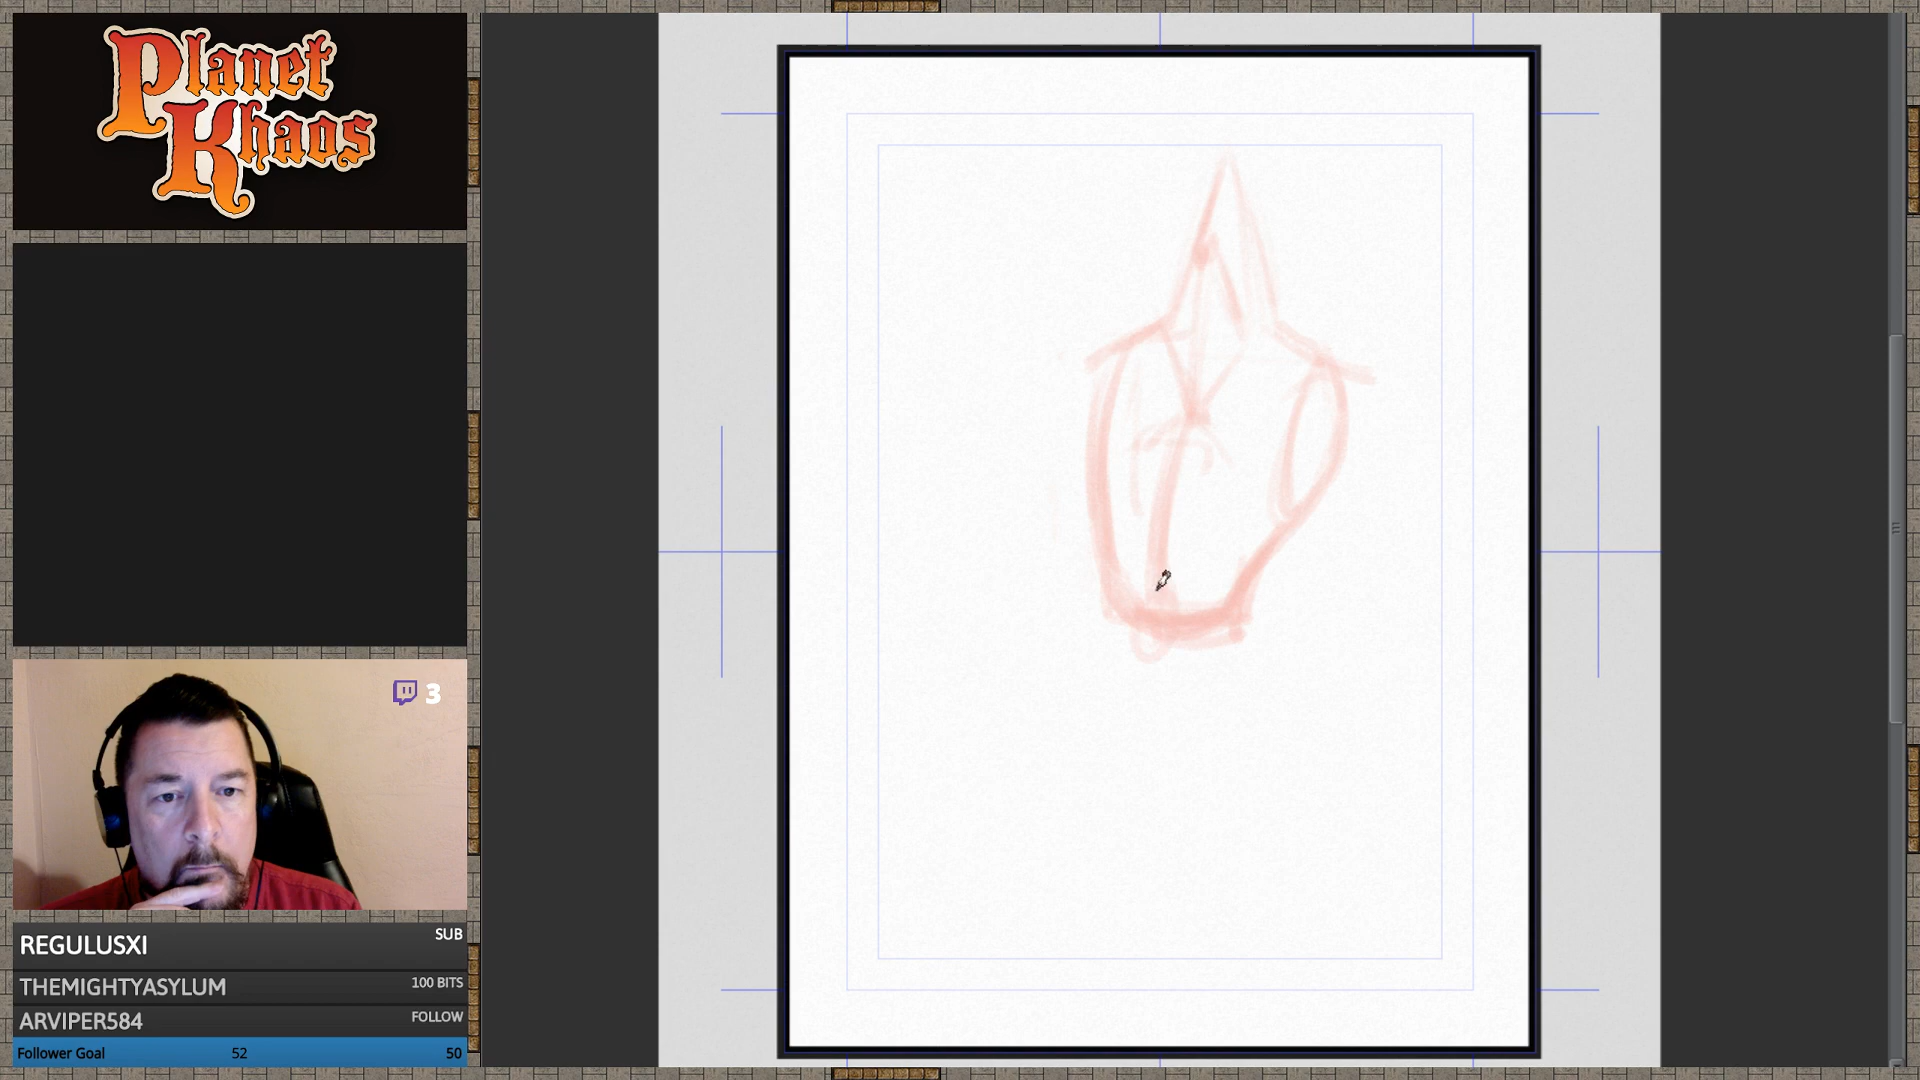 Planet
Khaos
3
REGULUSXI SUB
THEMIGHTYASYLUM 100 BITS
ARVIPER584 FOLLOW
Follower Goal 52 50